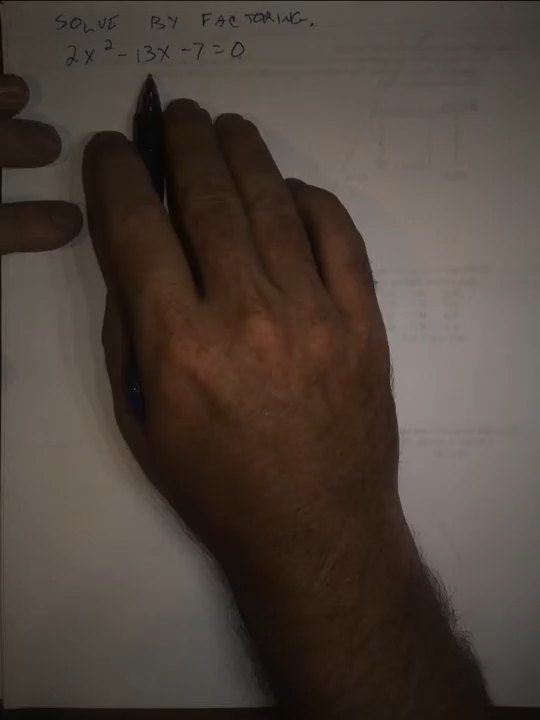 SOLVE BY FACTORING.
2x² - 13x - 7 = 0